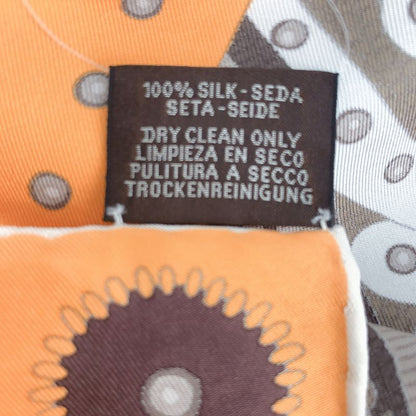 100% SILK - SEDA
SETA - SEIDE
DRY CLEAN ONLY
LIMPIEZA EN SECO
PULITURA A SECCO
TROCKENREINIGUNG